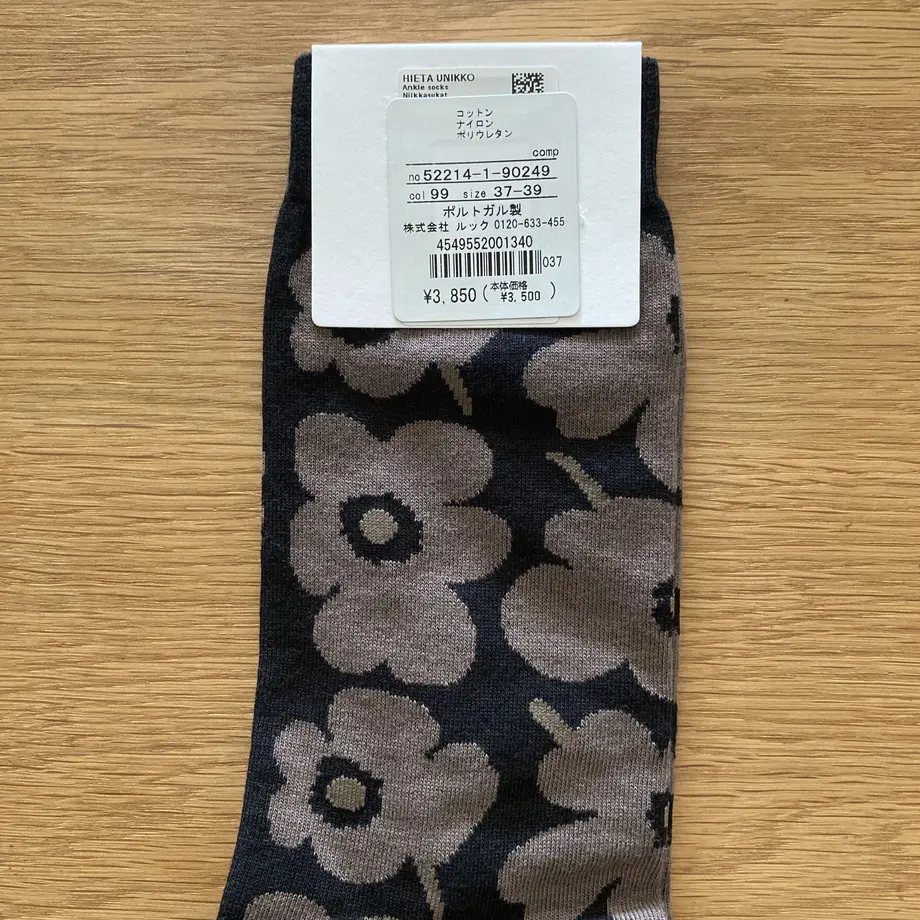 HIETA UNIKKO
Ankle socks
Nilkkasukat
コットン
ナイロン
ポリウレタン
comp
no 52214-1-90249
col 99 size 37-39
ポルトガル製
株式会社 ルック 0120-633-455
4549552001340
037
¥3,850 (本体価格 ¥3,500)